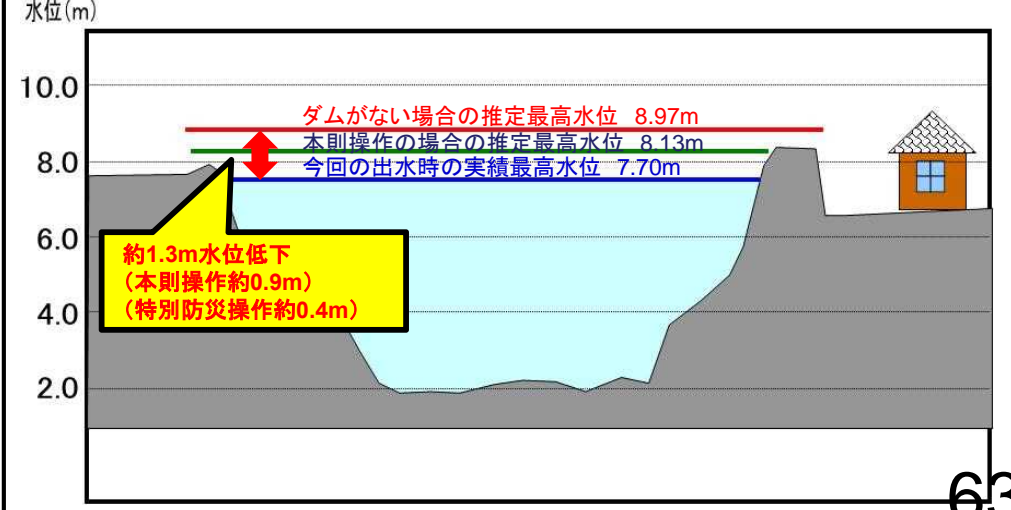 水位(m)
10.0
ダムがない場合の推定最高水位 8.97m
本則操作の場合の推定最高水位 8.13m
8.0
今回の出水時の実績最高水位 7.70m
6.0
約1.3m水位低下
（本則操作約0.9m）
（特別防災操作約0.4m）
4.0
2.0
63